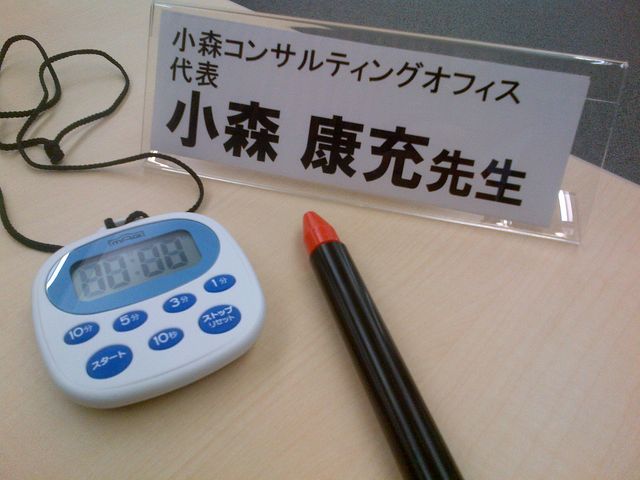 小森コンサルティングオフィス
代表
小森 康充先生
10分
5分
3分
1分
スタート
10秒
ストップ
リセット